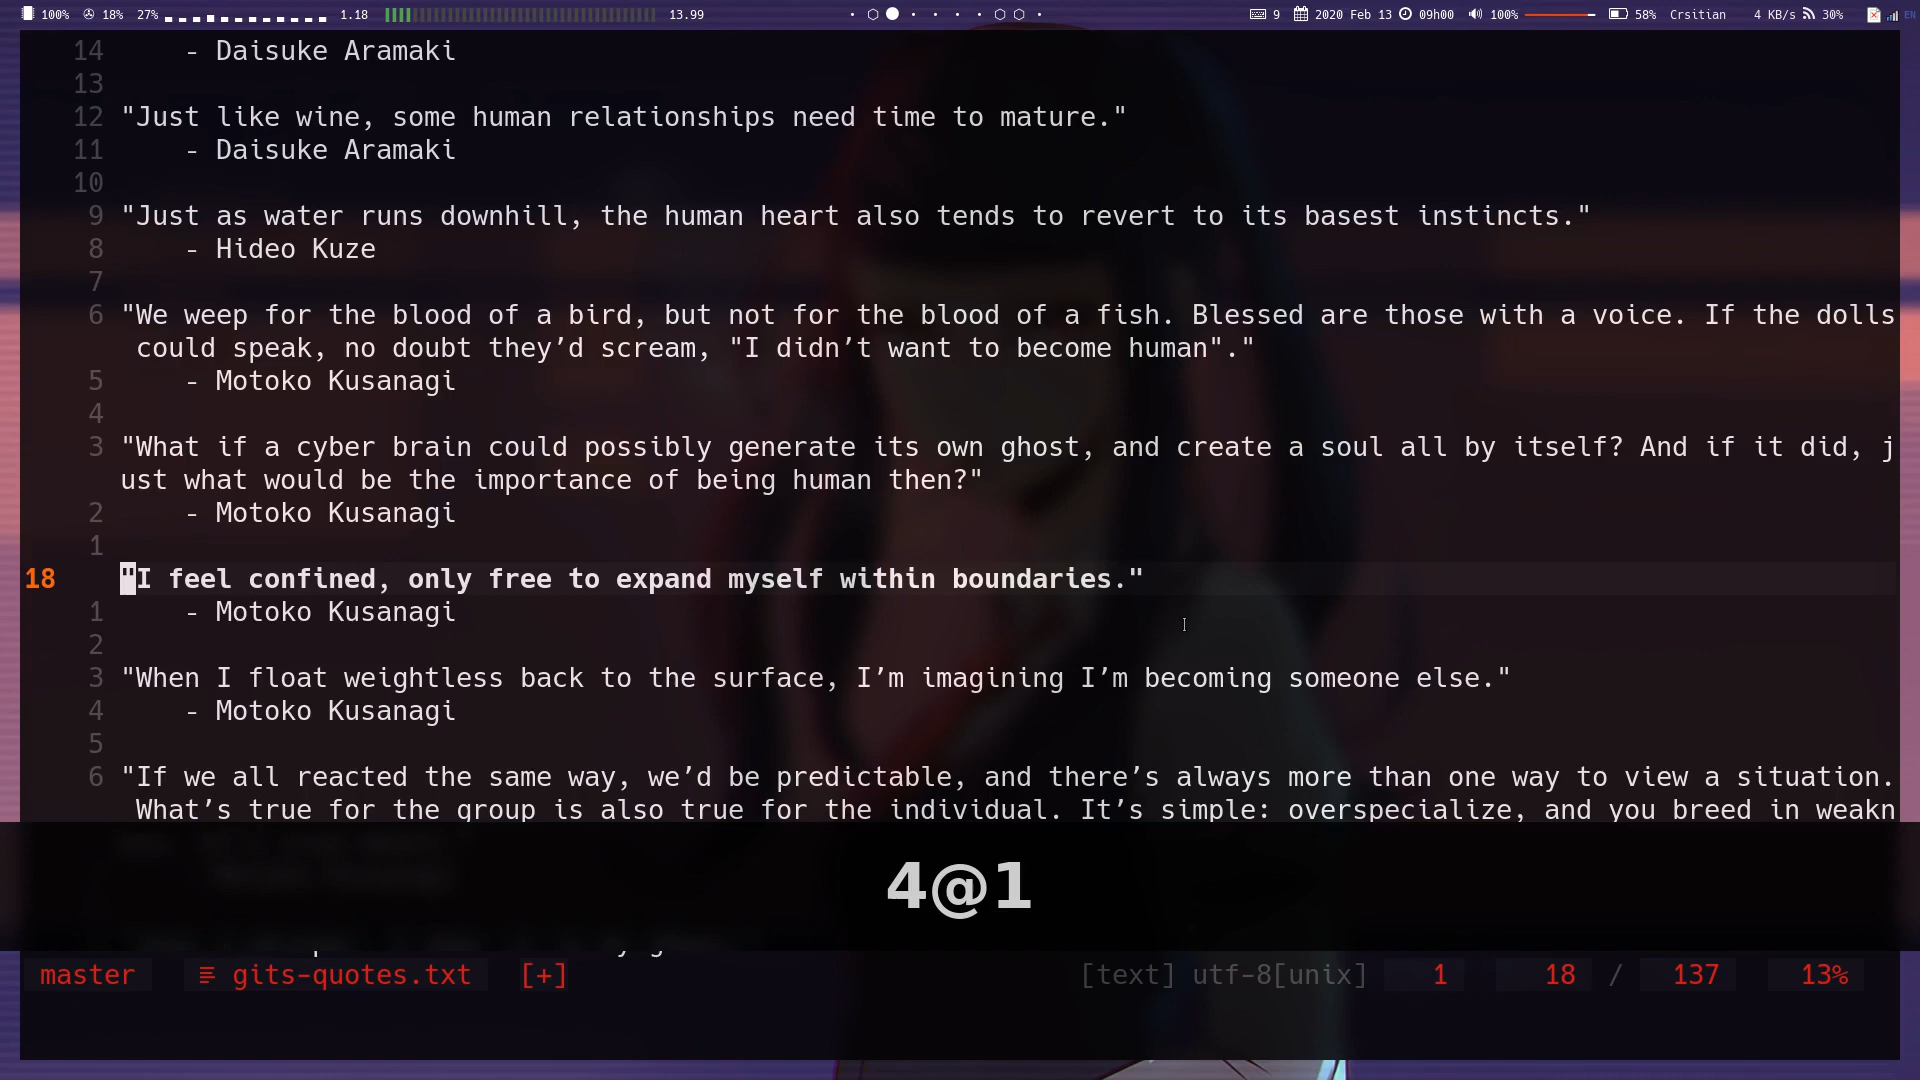 100% 18% 27% 1.18 13.99 9 2020 Feb 13 09h00 100% 58% Crsitian 4 KB/s 30% EN
14 - Daisuke Aramaki
13
12 "Just like wine, some human relationships need time to mature."
11 - Daisuke Aramaki
10
9 "Just as water runs downhill, the human heart also tends to revert to its basest instincts."
8 - Hideo Kuze
7
6 "We weep for the blood of a bird, but not for the blood of a fish. Blessed are those with a voice. If the dolls
could speak, no doubt they’d scream, "I didn’t want to become human"."
5 - Motoko Kusanagi
4
3 "What if a cyber brain could possibly generate its own ghost, and create a soul all by itself? And if it did, j
ust what would be the importance of being human then?"
2 - Motoko Kusanagi
1
18 "I feel confined, only free to expand myself within boundaries."
1 - Motoko Kusanagi
2
3 "When I float weightless back to the surface, I’m imagining I’m becoming someone else."
4 - Motoko Kusanagi
5
6 "If we all reacted the same way, we’d be predictable, and there’s always more than one way to view a situation.
What’s true for the group is also true for the individual. It’s simple: overspecialize, and you breed in weakn
4@1
master gits-quotes.txt [+] [text] utf-8[unix] 1 18 / 137 13%